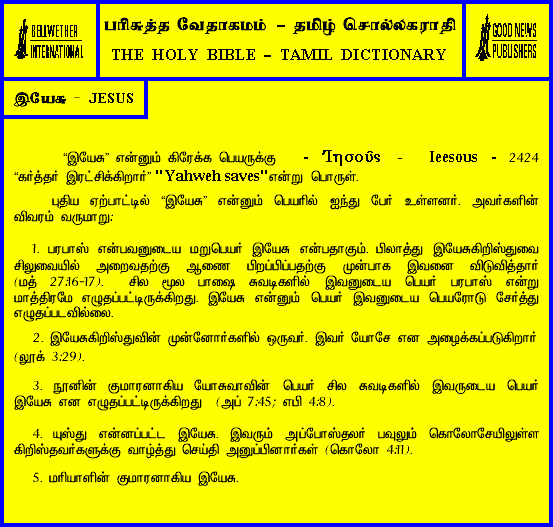 BELLWETHER
INTERNATIONAL
பரிசுத்த வேதாகமம் – தமிழ் சொல்லகராதி
THE HOLY BIBLE – TAMIL DICTIONARY
GOOD NEWS
PUBLISHERS
இயேசு – JESUS
“இயேசு” என்னும் கிரேக்க பெயருக்கு - Ἰησοῦς - Ieesous - 2424
“கர்த்தர் இரட்சிக்கிறார்” "Yahweh saves"என்று பொருள்.
புதிய ஏற்பாட்டில் “இயேசு” என்னும் பெயரில் ஐந்து பேர் உள்ளனர். அவர்களின்
விவரம் வருமாறு:
1. பரபாஸ் என்பவனுடைய மறுபெயர் இயேசு என்பதாகும். பிலாத்து இயேசுகிறிஸ்துவை
சிலுவையில் அறைவதற்கு ஆணை பிறப்பிப்பதற்கு முன்பாக இவனை விடுவித்தார்
(மத் 27:16-17). சில மூல பாஷை சுவடிகளில் இவனுடைய பெயர் பரபாஸ் என்று
மாத்திரமே எழுதப்பட்டிருக்கிறது. இயேசு என்னும் பெயர் இவனுடைய பெயரோடு சேர்த்து
எழுதப்படவில்லை.
2. இயேசுகிறிஸ்துவின் முன்னோர்களில் ஒருவர். இவர் யோசே என அழைக்கப்படுகிறார்
(லூக் 3:29).
3. நூனின் குமாரனாகிய யோசுவாவின் பெயர் சில சுவடிகளில் இவருடைய பெயர்
இயேசு என எழுதப்பட்டிருக்கிறது (அப் 7:45; எபி 4:8).
4. யுஸ்து என்னப்பட்ட இயேசு. இவரும் அப்போஸ்தலர் பவுலும் கொலோசேயிலுள்ள
கிறிஸ்தவர்களுக்கு வாழ்த்து செய்தி அனுப்பினார்கள் (கொலோ 4:11).
5. மரியாளின் குமாரனாகிய இயேசு.